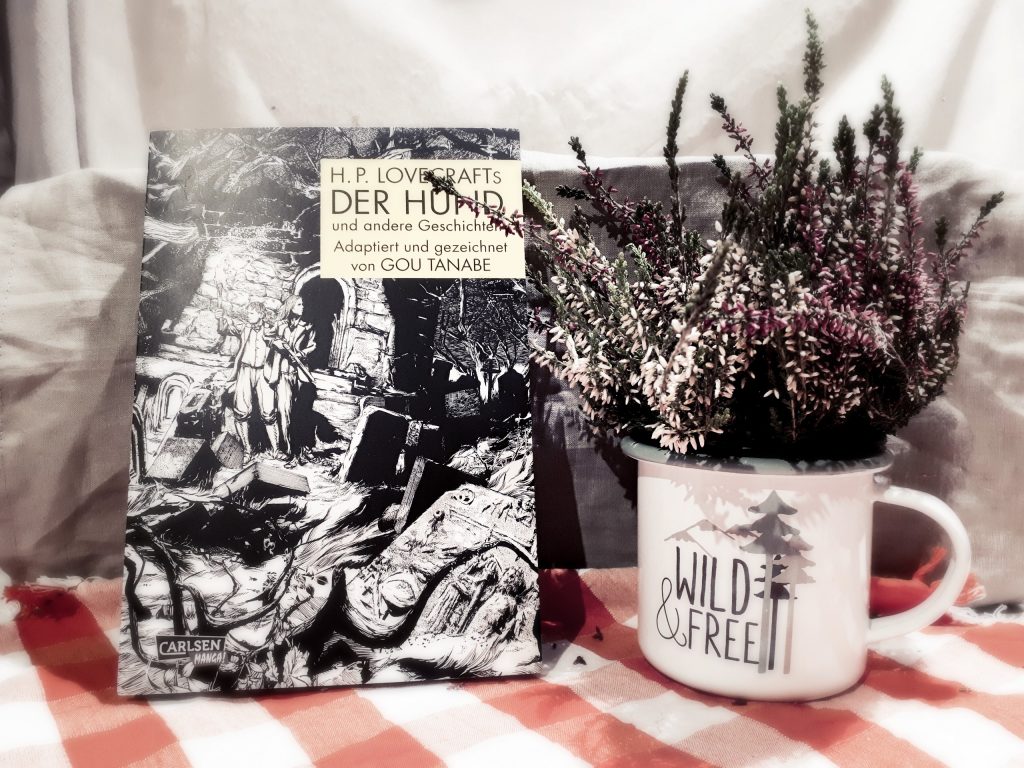 H. P. LOVECRAFTs
DER HUND
und andere Geschichten
Adaptiert und gezeichnet
von GOU TANABE
CARLSEN
MANGA!
WILD
& FREE